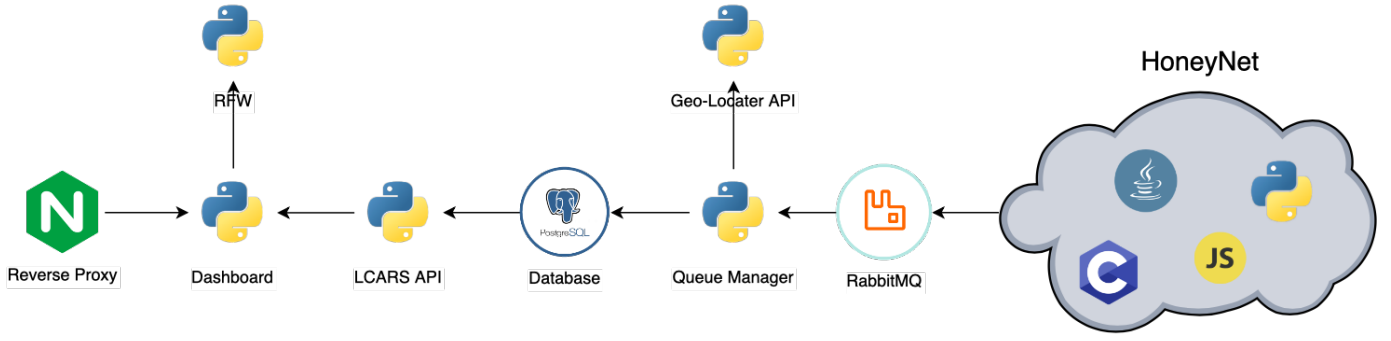 RFW
Geo-Locater API
HoneyNet
N
PostgreSQL
JS
C
Reverse Proxy
Dashboard
LCARS API
Database
Queue Manager
RabbitMQ